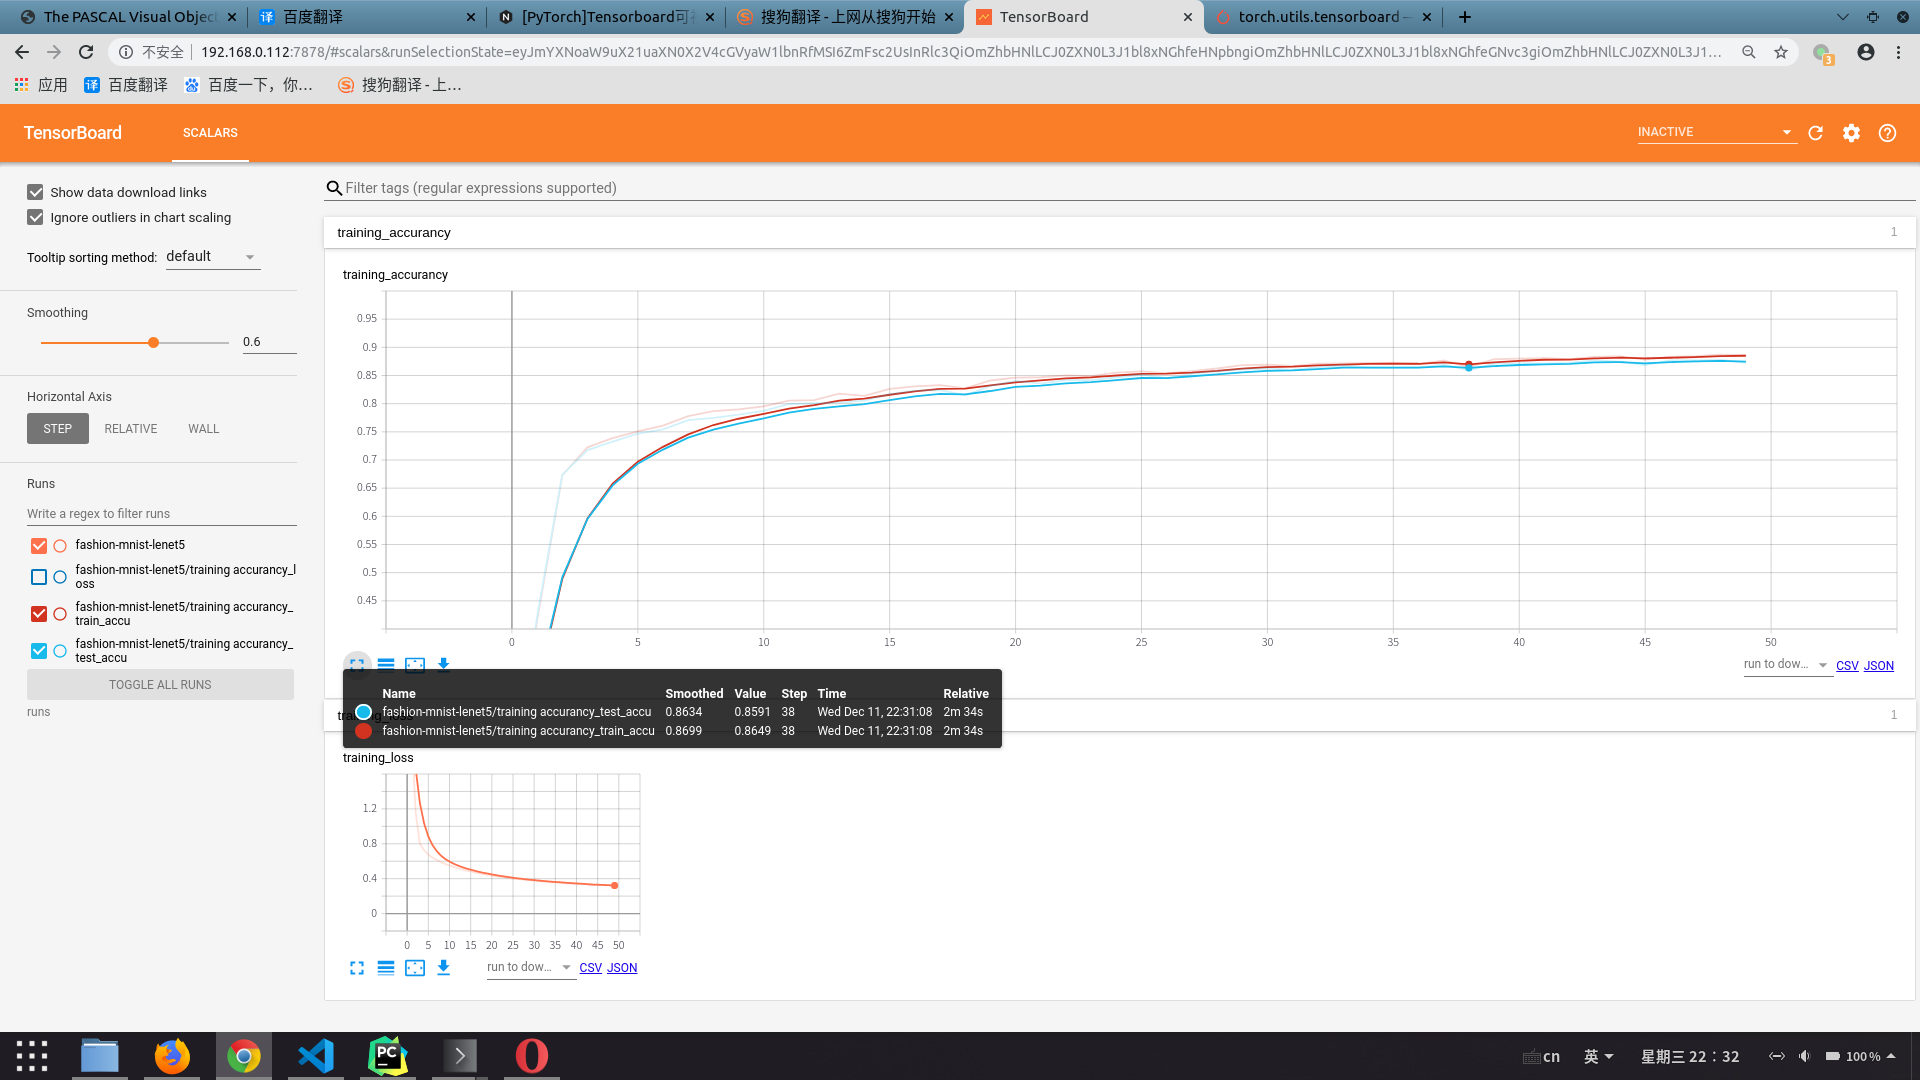 The PASCAL Visual Objec
百度翻译
[PyTorch]Tensorboard可视
搜狗翻译 - 上网从搜狗开始
TensorBoard
torch.utils.tensorboard —
不安全
192.168.0.112:7878/#scalars&runSelectionState=eyJmYXNoaW9uX21uaXN0X2V4cGVyaW1lbnRfMSI6ZmFsc2UsInRlc3QiOmZhbHNlLCJ0ZXN0L3J1bl8xNGhfeHNpbngiOmZhbHNlLCJ0ZXN0L3J1bl8xNGhfeGNvc3giOmZhbHNlLCJ0ZXN0L3J1...
3
应用
百度翻译
百度一下，你...
搜狗翻译 - 上...
TensorBoard
SCALARS
INACTIVE
Show data download links
Ignore outliers in chart scaling
Tooltip sorting method: default
Smoothing
0.6
Horizontal Axis
STEP
RELATIVE
WALL
Runs
Write a regex to filter runs
fashion-mnist-lenet5
fashion-mnist-lenet5/training accurancy_l
oss
fashion-mnist-lenet5/training accurancy_
train_accu
fashion-mnist-lenet5/training accurancy_
test_accu
TOGGLE ALL RUNS
runs
Filter tags (regular expressions supported)
training_accurancy
1
training_accurancy
0.95
0.9
0.85
0.8
0.75
0.7
0.65
0.6
0.55
0.5
0.45
0 5 10 15 20 25 30 35 40 45 50
run to dow...
CSV JSON
Name Smoothed Value Step Time Relative
fashion-mnist-lenet5/training accurancy_test_accu 0.8634 0.8591 38 Wed Dec 11, 22:31:08 2m 34s
fashion-mnist-lenet5/training accurancy_train_accu 0.8699 0.8649 38 Wed Dec 11, 22:31:08 2m 34s
training_loss
1
training_loss
1.2
0.8
0.4
0
0 5 10 15 20 25 30 35 40 45 50
run to dow...
CSV JSON
PC
cn
英
星期三 22：32
100 %